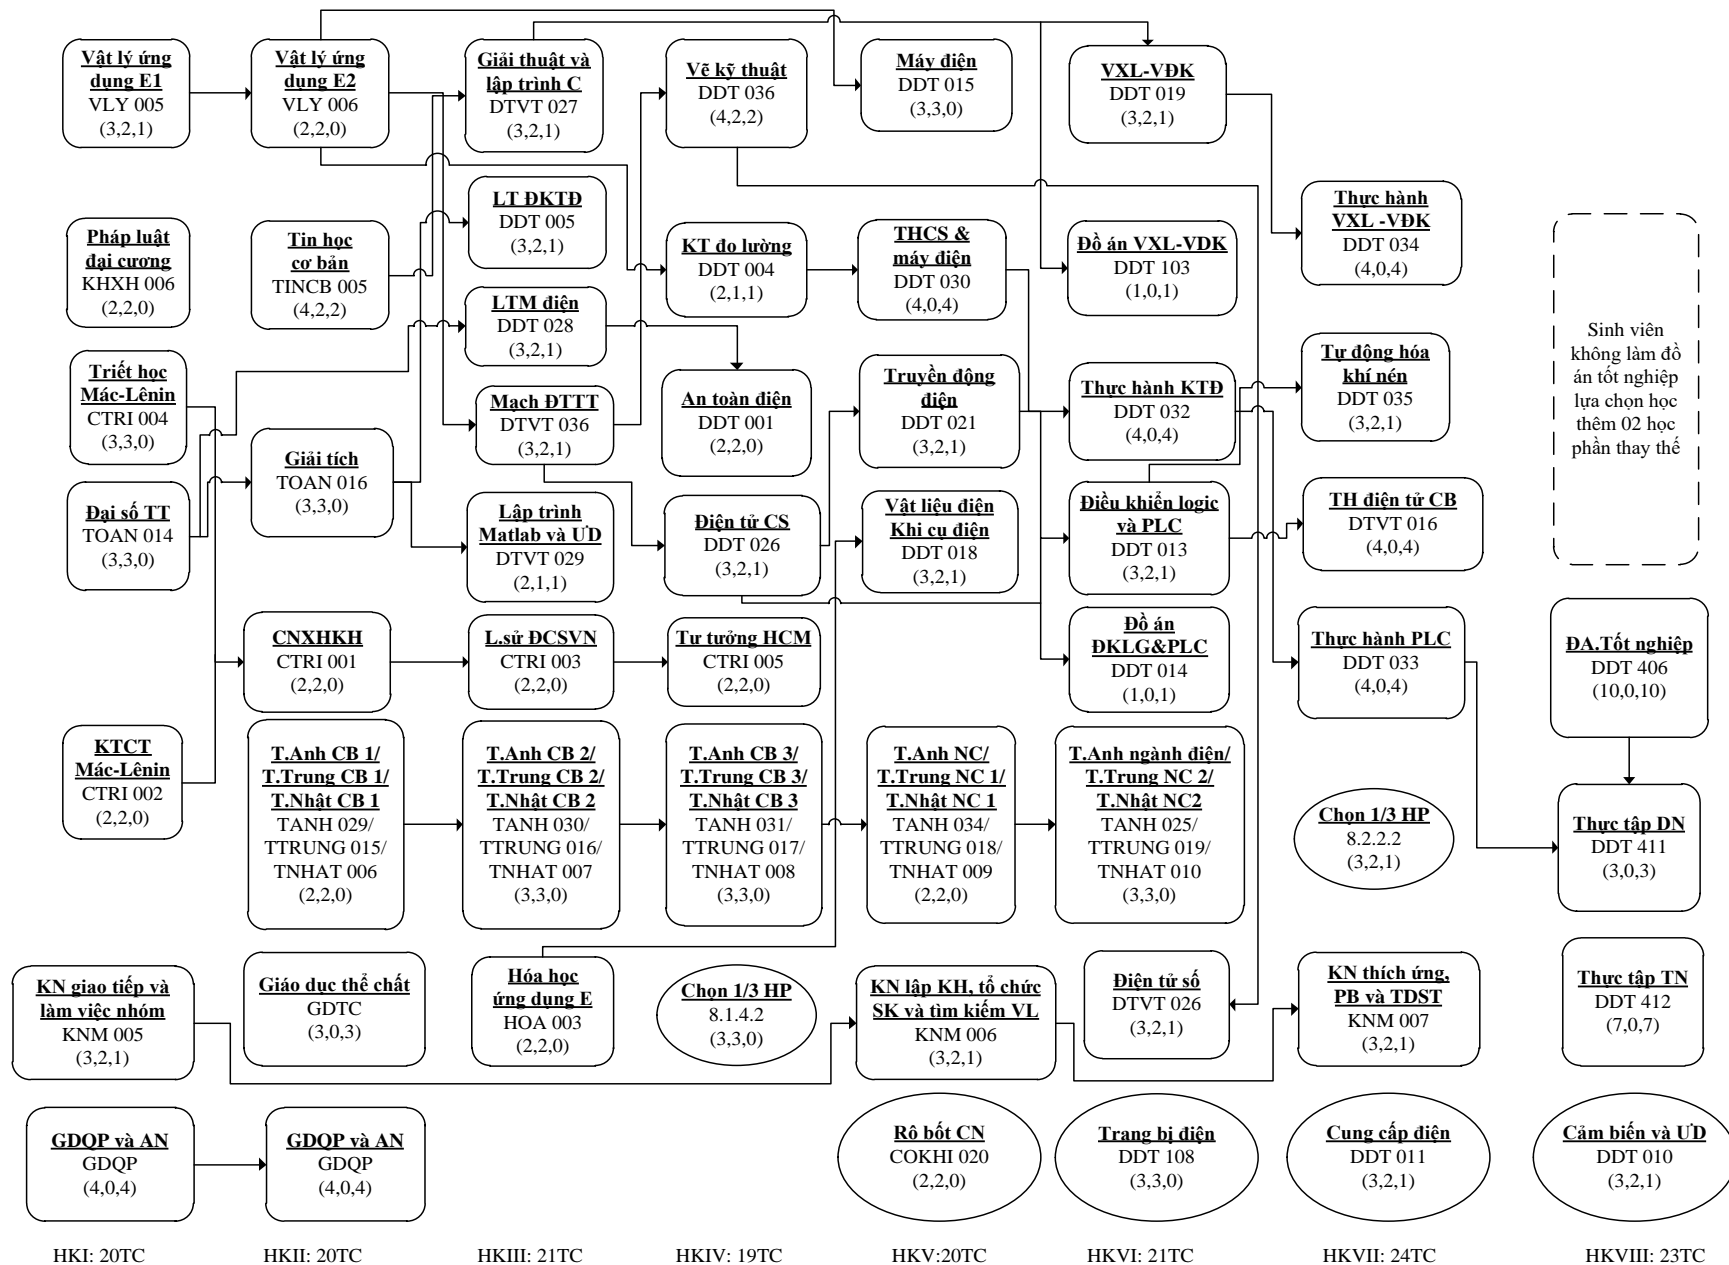 Vật lý ứng
dụng E1
VLY 005
(3,2,1)
Vật lý ứng
dụng E2
VLY 006
(2,2,0)
Giải thuật và
lập trình C
DTVT 027
(3,2,1)
Vẽ kỹ thuật
DDT 036
(4,2,2)
Máy điện
DDT 015
(3,3,0)
VXL-VĐK
DDT 019
(3,2,1)
Pháp luật
đại cương
KHXH 006
(2,2,0)
Tin học
cơ bản
TINCB 005
(4,2,2)
LT ĐKTĐ
DDT 005
(3,2,1)
KT đo lường
DDT 004
(2,1,1)
THCS &
máy điện
DDT 030
(4,0,4)
Đồ án VXL-VDK
DDT 103
(1,0,1)
Thực hành
VXL -VĐK
DDT 034
(4,0,4)
LTM điện
DDT 028
(3,2,1)
Sinh viên
không làm đồ
án tốt nghiệp
lựa chọn học
thêm 02 học
phần thay thế
Triết học
Mác-Lênin
CTRI 004
(3,3,0)
Mạch ĐTTT
DTVT 036
(3,2,1)
An toàn điện
DDT 001
(2,2,0)
Truyền động
điện
DDT 021
(3,2,1)
Thực hành KTĐ
DDT 032
(4,0,4)
Tự động hóa
khí nén
DDT 035
(3,2,1)
Đại số TT
TOAN 014
(3,3,0)
Giải tích
TOAN 016
(3,3,0)
Lập trình
Matlab và ƯD
DTVT 029
(2,1,1)
Điện tử CS
DDT 026
(3,2,1)
Vật liệu điện
Khi cụ điện
DDT 018
(3,2,1)
Điều khiển logic
và PLC
DDT 013
(3,2,1)
TH điện tử CB
DTVT 016
(4,0,4)
CNXHKH
CTRI 001
(2,2,0)
L.sử ĐCSVN
CTRI 003
(2,2,0)
Tư tưởng HCM
CTRI 005
(2,2,0)
Đồ án
ĐKLG&PLC
DDT 014
(1,0,1)
Thực hành PLC
DDT 033
(4,0,4)
ĐA.Tốt nghiệp
DDT 406
(10,0,10)
KTCT
Mác-Lênin
CTRI 002
(2,2,0)
T.Anh CB 1/
T.Trung CB 1/
T.Nhật CB 1
TANH 029/
TTRUNG 015/
TNHAT 006
(2,2,0)
T.Anh CB 2/
T.Trung CB 2/
T.Nhật CB 2
TANH 030/
TTRUNG 016/
TNHAT 007
(3,3,0)
T.Anh CB 3/
T.Trung CB 3/
T.Nhật CB 3
TANH 031/
TTRUNG 017/
TNHAT 008
(3,3,0)
T.Anh NC/
T.Trung NC 1/
T.Nhật NC 1
TANH 034/
TTRUNG 018/
TNHAT 009
(2,2,0)
T.Anh ngành điện/
T.Trung NC 2/
T.Nhật NC2
TANH 025/
TTRUNG 019/
TNHAT 010
(3,3,0)
Chọn 1/3 HP
8.2.2.2
(3,2,1)
Thực tập DN
DDT 411
(3,0,3)
KN giao tiếp và
làm việc nhóm
KNM 005
(3,2,1)
Giáo dục thể chất
GDTC
(3,0,3)
Hóa học
ứng dụng E
HOA 003
(2,2,0)
Chọn 1/3 HP
8.1.4.2
(3,3,0)
KN lập KH, tổ chức
SK và tìm kiếm VL
KNM 006
(3,2,1)
Điện tử số
DTVT 026
(3,2,1)
KN thích ứng,
PB và TDST
KNM 007
(3,2,1)
Thực tập TN
DDT 412
(7,0,7)
GDQP và AN
GDQP
(4,0,4)
GDQP và AN
GDQP
(4,0,4)
Rô bốt CN
COKHI 020
(2,2,0)
Trang bị điện
DDT 108
(3,3,0)
Cung cấp điện
DDT 011
(3,2,1)
Cảm biến và ƯD
DDT 010
(3,2,1)
HKI: 20TC
HKII: 20TC
HKIII: 21TC
HKIV: 19TC
HKV:20TC
HKVI: 21TC
HKVII: 24TC
HKVIII: 23TC